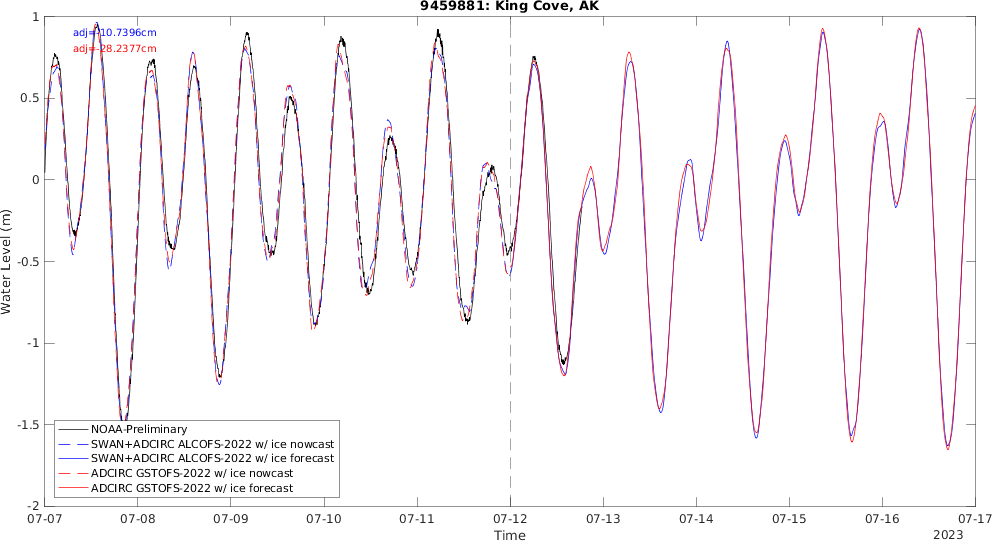 9459881: King Cove, AK
adj=-10.7396cm
adj=-28.2377cm
Water Level (m)
1
0.5
0
-0.5
-1
-1.5
-2
NOAA-Preliminary
SWAN+ADCIRC ALCOFS-2022 w/ ice nowcast
SWAN+ADCIRC ALCOFS-2022 w/ ice forecast
ADCIRC GSTOFS-2022 w/ ice nowcast
ADCIRC GSTOFS-2022 w/ ice forecast
07-07 07-08 07-09 07-10 07-11 07-12 07-13 07-14 07-15 07-16 07-17
Time
2023